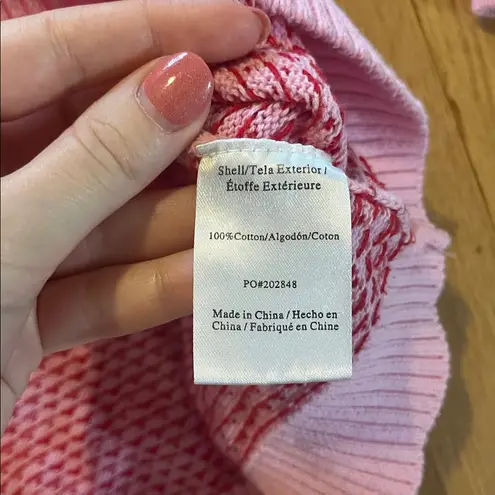 Shell/Tela Exterior/
Étoffe Extérieure
100%Cotton/Algodón/Coton
PO#202848
Made in China / Hecho en
China / Fabriqué en Chine